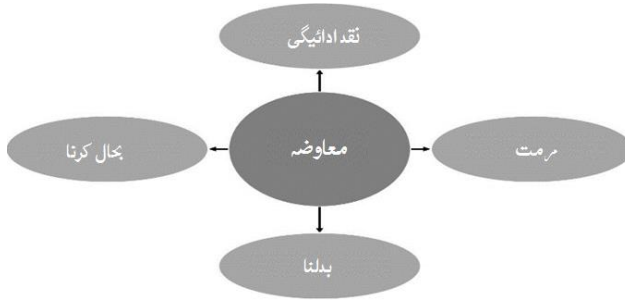 نقد ادائیگی
مرمت
معاوضہ
بحال کرنا
بدلنا